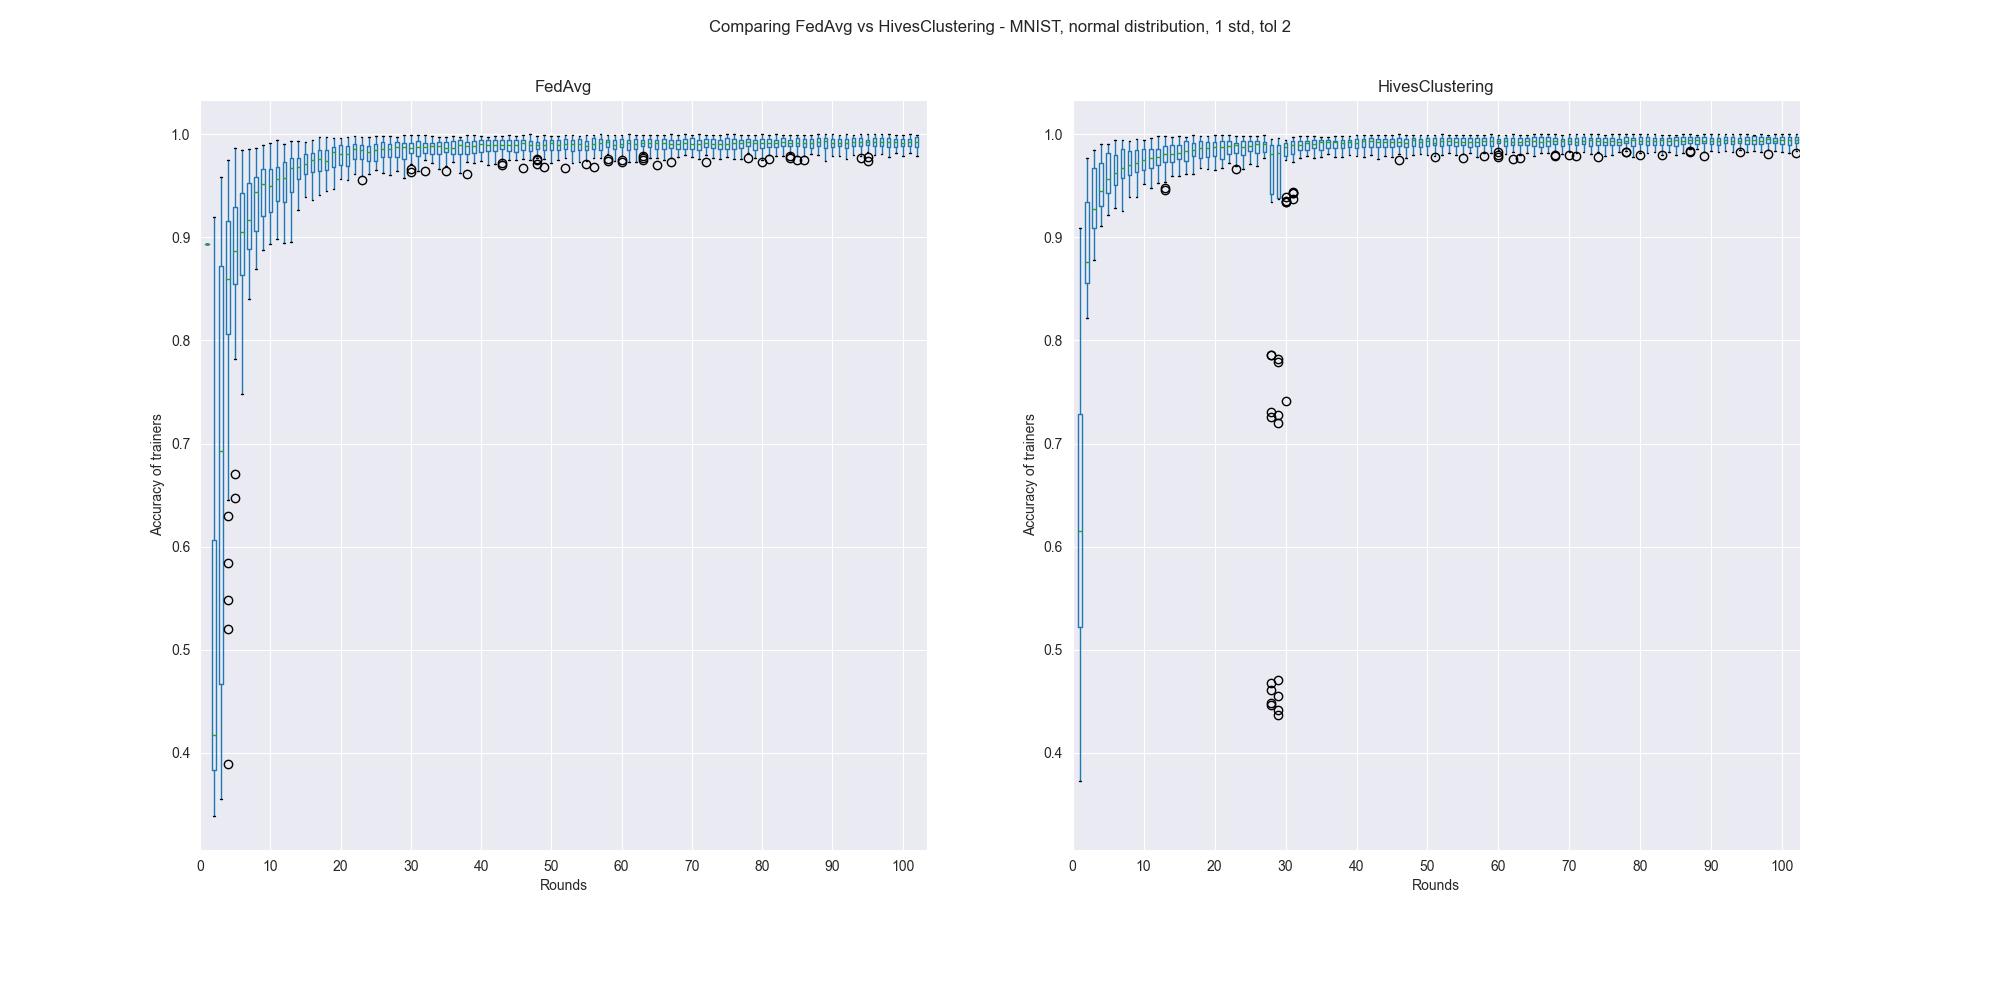 Comparing FedAvg vs HivesClustering - MNIST, normal distribution, 1 std, tol 2
FedAvg
1.0
0.9
0.8
0.7
0.6
0.5
0.4
Accuracy of trainers
0 10 20 30 40 50 60 70 80 90 100
Rounds
HivesClustering
1.0
0.9
0.8
0.7
0.6
0.5
0.4
Accuracy of trainers
0 10 20 30 40 50 60 70 80 90 100
Rounds